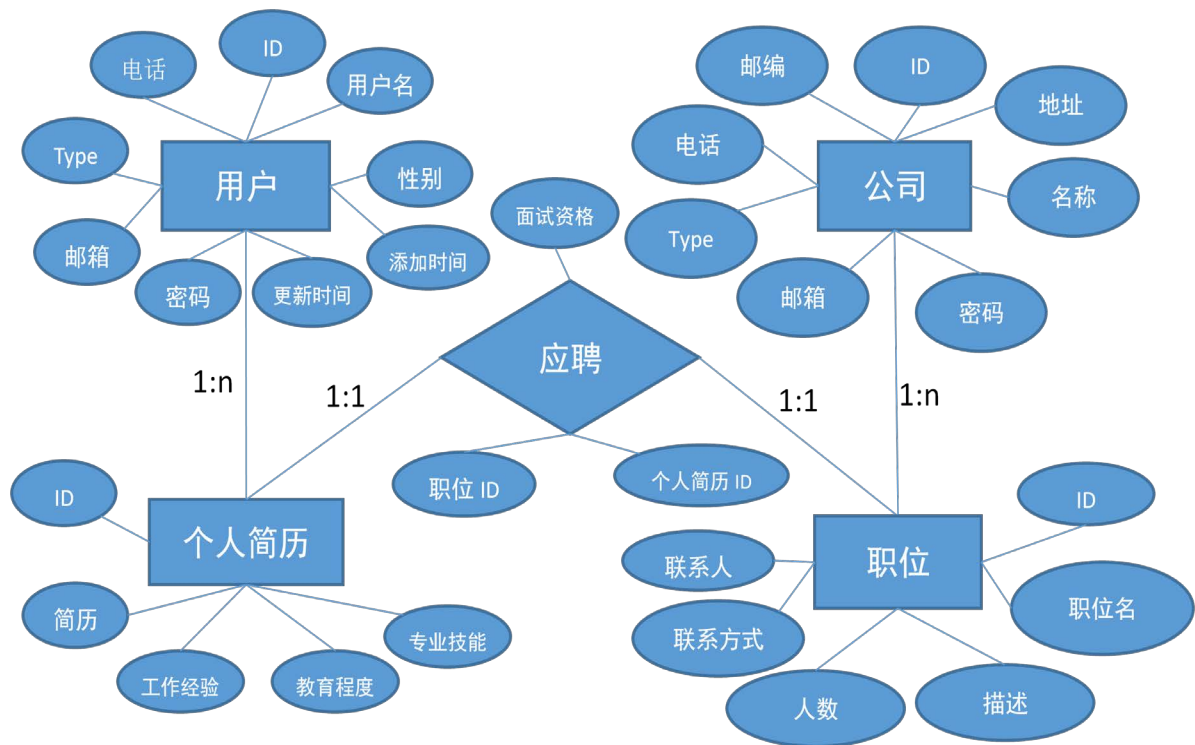 电话
ID
用户名
Type
用户
性别
邮箱
密码
更新时间
添加时间
邮编
ID
地址
电话
公司
名称
Type
邮箱
密码
面试资格
应聘
1:n
1:1
1:1
1:n
职位 ID
个人简历 ID
ID
个人简历
简历
工作经验
教育程度
专业技能
联系人
职位
ID
联系方式
职位名
人数
描述